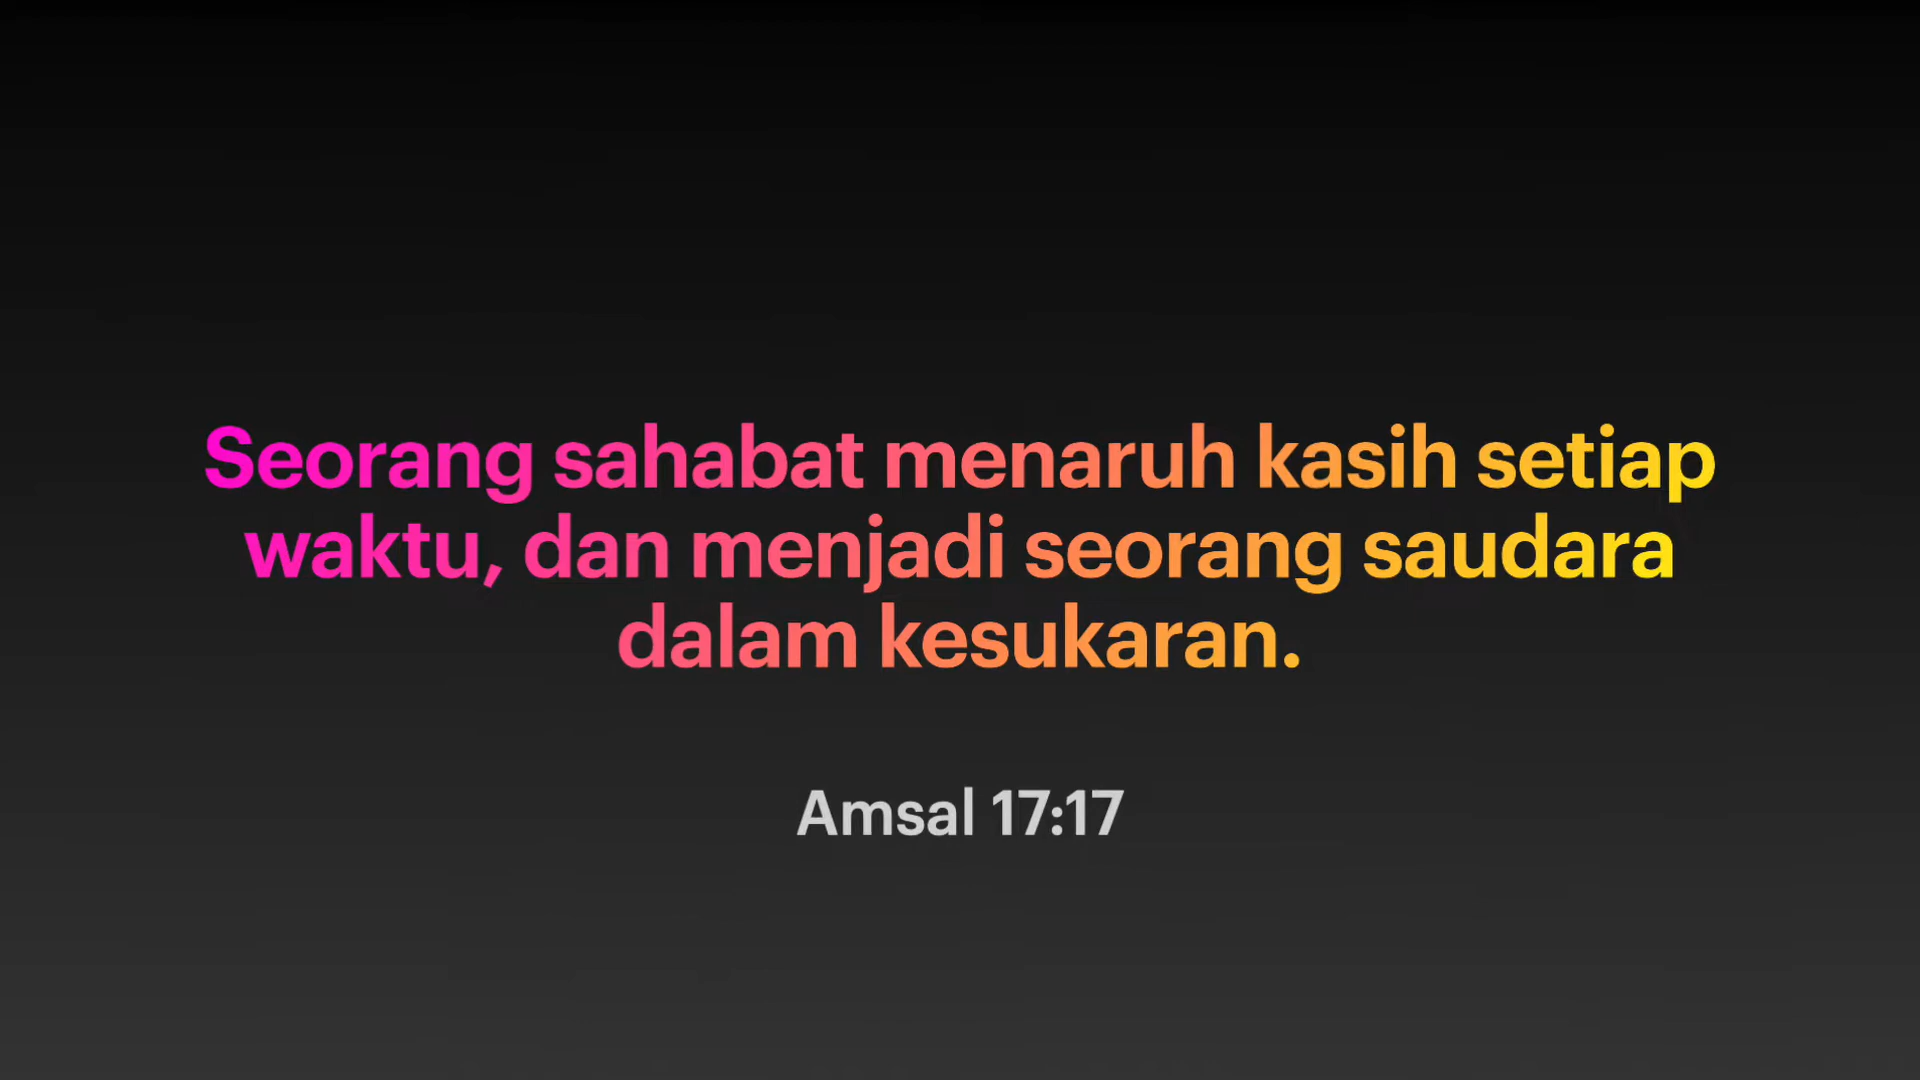 Seorang sahabat menaruh kasih setiap
waktu, dan menjadi seorang saudara
dalam kesukaran.
Amsal 17:17